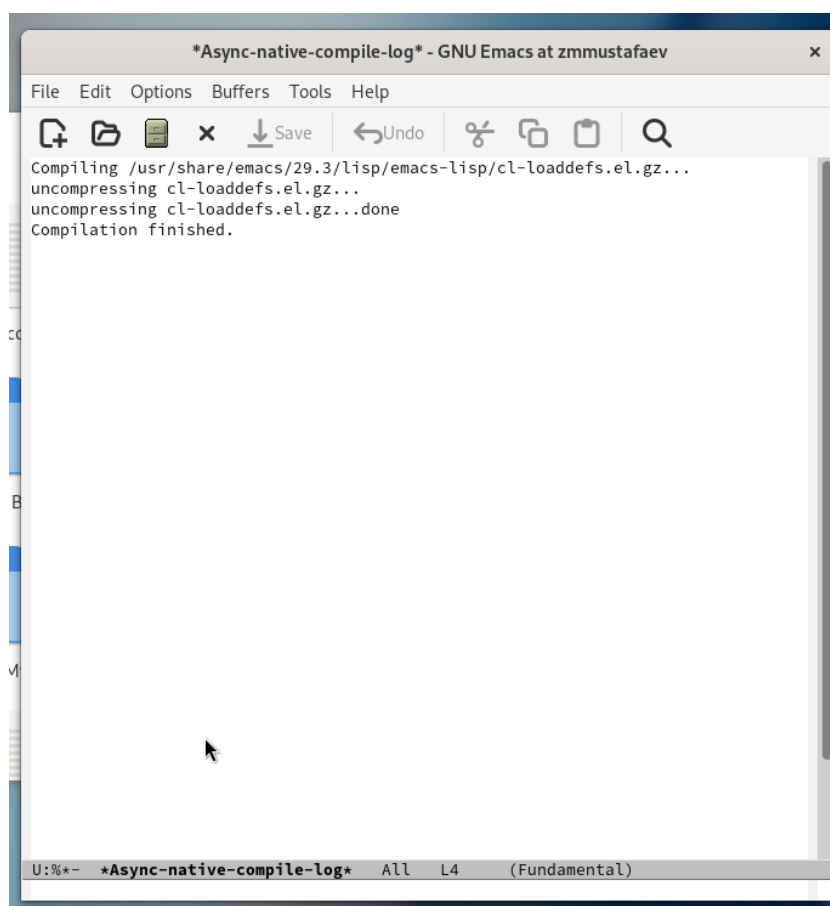 *Async-native-compile-log* - GNU Emacs at zmmustafaev
File Edit Options Buffers Tools Help
Save Undo
Compiling /usr/share/emacs/29.3/lisp/emacs-lisp/cl-loaddefs.el.gz...
uncompressing cl-loaddefs.el.gz...
uncompressing cl-loaddefs.el.gz...done
Compilation finished.
B
U:%*- *Async-native-compile-log* All L4 (Fundamental)